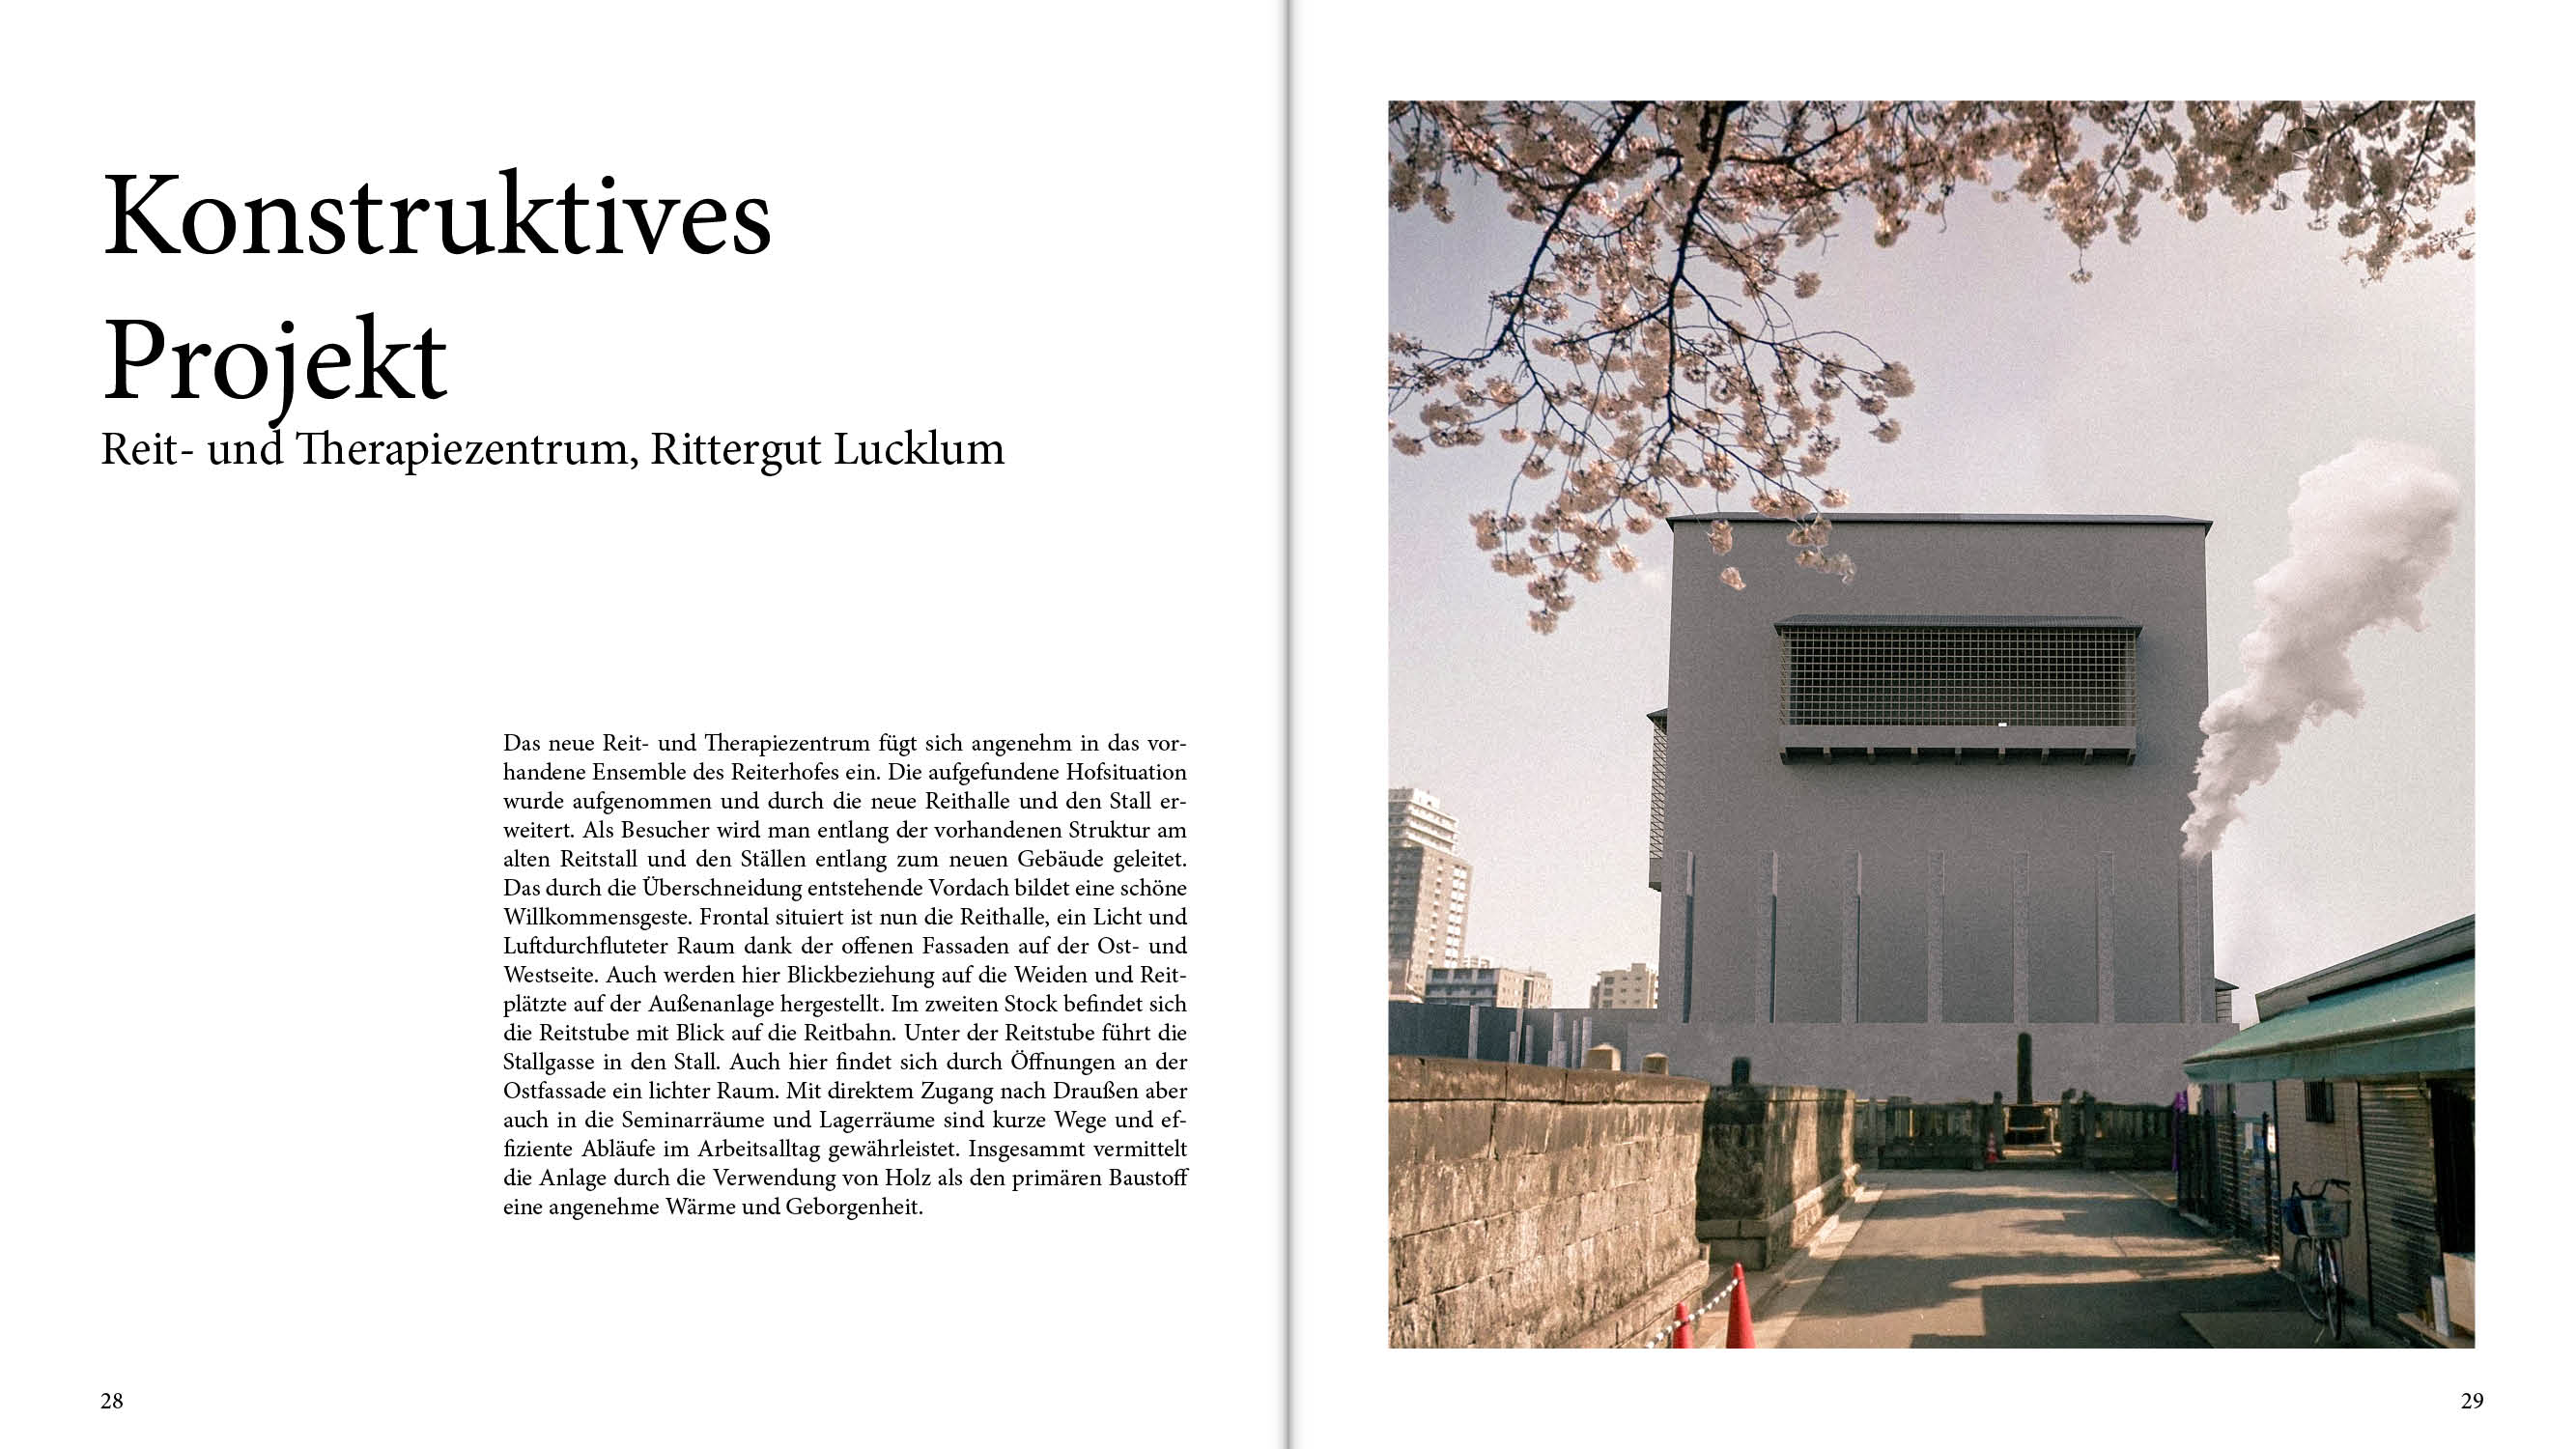 Konstruktives
Projekt
Reit- und Therapiezentrum, Rittergut Lucklum
Das neue Reit- und Therapiezentrum fügt sich angenehm in das vor-
handene Ensemble des Reiterhofes ein. Die aufgefundene Hofsituation
wurde aufgenommen und durch die neue Reithalle und den Stall er-
weitert. Als Besucher wird man entlang der vorhandenen Struktur am
alten Reitstall und den Ställen entlang zum neuen Gebäude geleitet.
Das durch die Überschneidung entstehende Vordach bildet eine schöne
Willkommensgeste. Frontal situiert ist nun die Reithalle, ein Licht und
Luftdurchfluteter Raum dank der offenen Fassaden auf der Ost- und
Westseite. Auch werden hier Blickbeziehung auf die Weiden und Reit-
plätzte auf der Außenanlage hergestellt. Im zweiten Stock befindet sich
die Reitstube mit Blick auf die Reitbahn. Unter der Reitstube führt die
Stallgasse in den Stall. Auch hier findet sich durch Öffnungen an der
Ostfassade ein lichter Raum. Mit direktem Zugang nach Draußen aber
auch in die Seminarräume und Lagerräume sind kurze Wege und ef-
fiziente Abläufe im Arbeitsalltag gewährleistet. Insgesammt vermittelt
die Anlage durch die Verwendung von Holz als den primären Baustoff
eine angenehme Wärme und Geborgenheit.
28
29